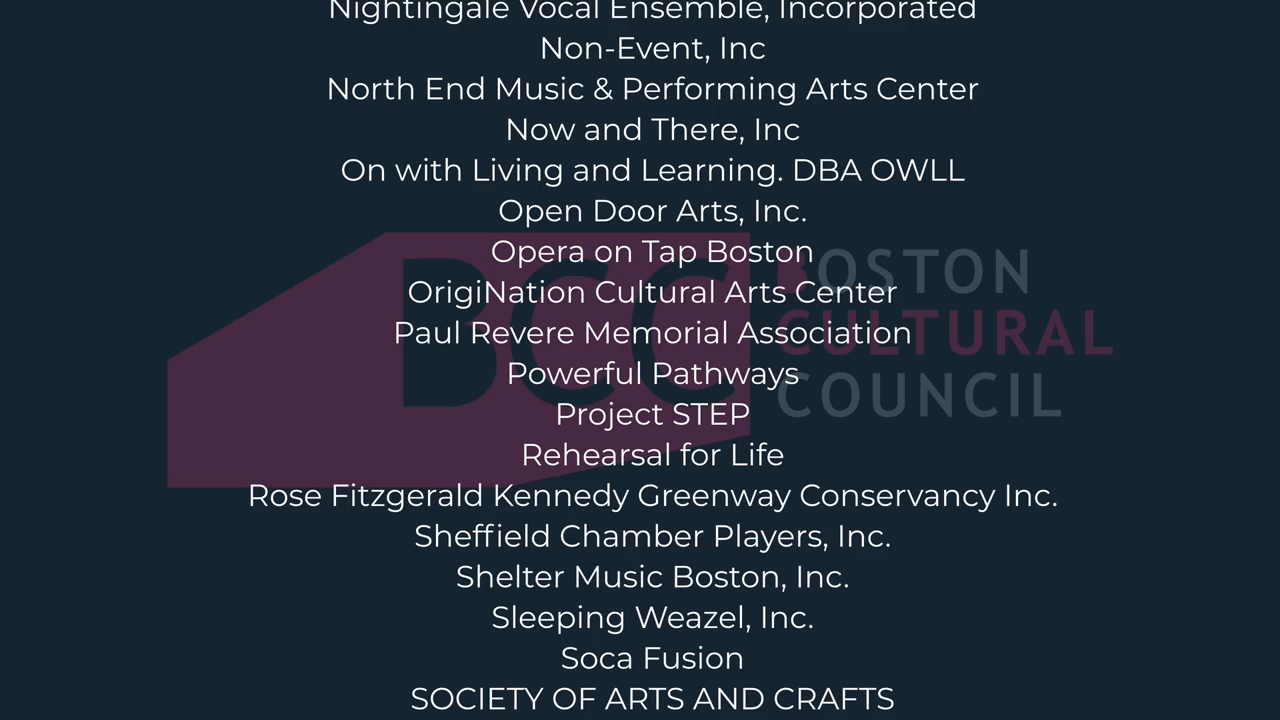 Nightingale Vocal Ensemble, Incorporated
Non-Event, Inc
North End Music & Performing Arts Center
Now and There, Inc
On with Living and Learning. DBA OWLL
Open Door Arts, Inc.
Opera on Tap Boston
OrigiNation Cultural Arts Center
Paul Revere Memorial Association
Powerful Pathways
Project STEP
Rehearsal for Life
Rose Fitzgerald Kennedy Greenway Conservancy Inc.
Sheffield Chamber Players, Inc.
Shelter Music Boston, Inc.
Sleeping Weazel, Inc.
Soca Fusion
SOCIETY OF ARTS AND CRAFTS
BCC
BOSTON
CULTURAL
COUNCIL